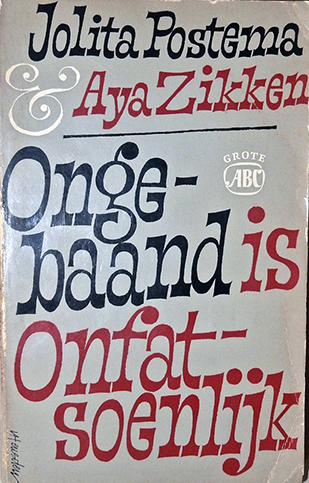 Jolita Postema
& Aya Zikken
GROTE
ABC
Onge-
baand is
Onfat-
soenlijk